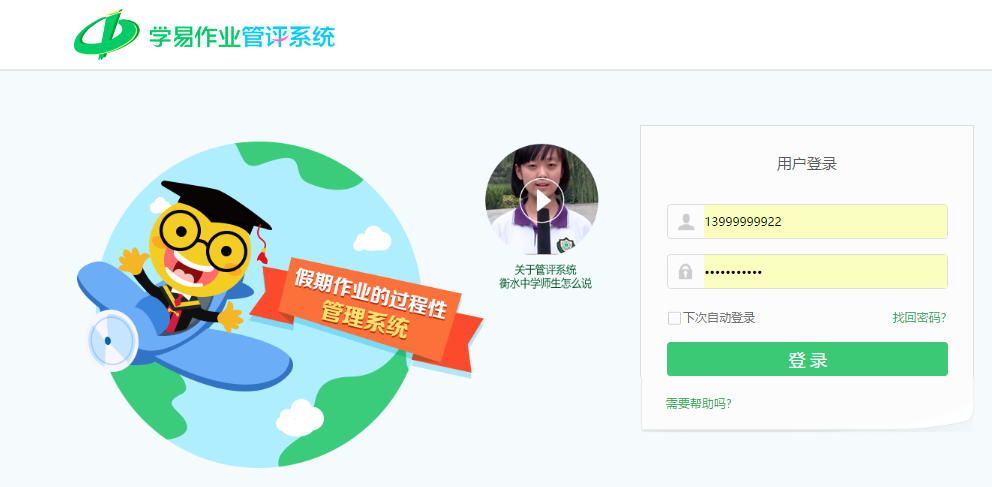 学易作业管评系统
假期作业的过程性
管理系统
关于管评系统
衡水中学师生怎么说
用户登录
13999999922
•••••••••••
下次自动登录
找回密码?
登录
需要帮助吗?